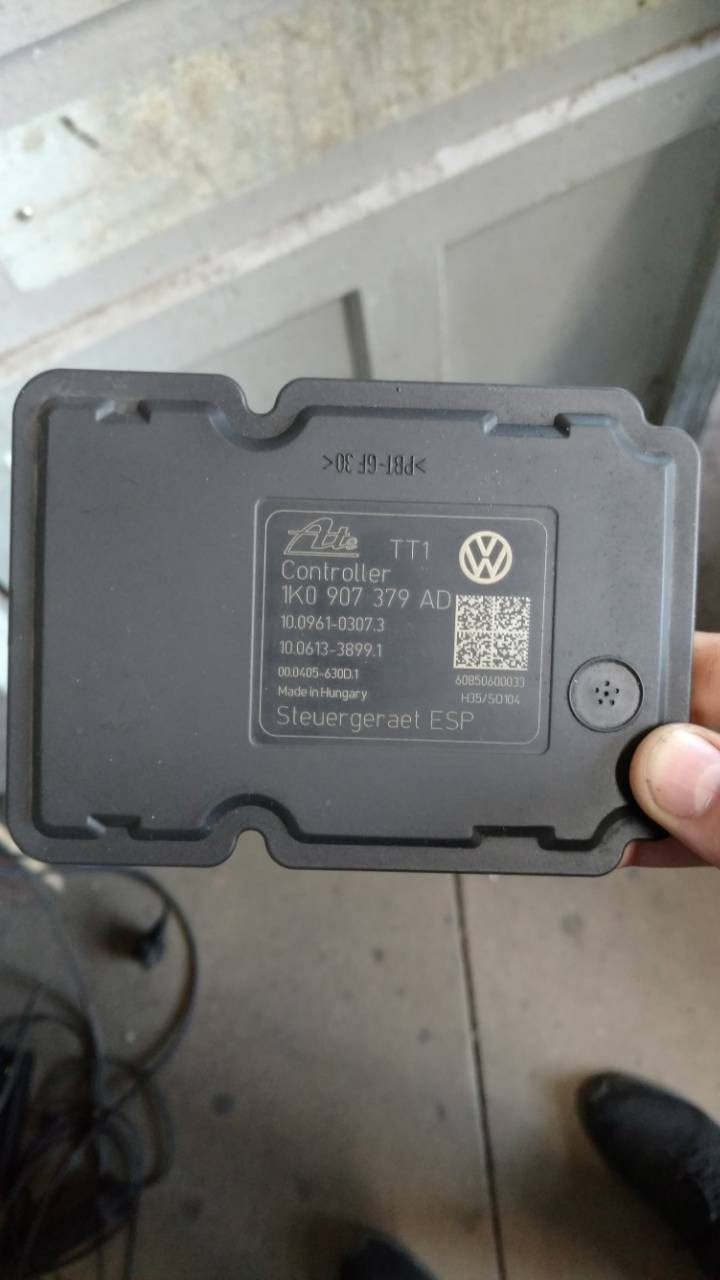 >PBT-GF 30<
Ate TT1
Controller
1K0 907 379 AD
10.0961-0307.3
10.0613-3899.1
00.0405-630D.1
60850600033
Made in Hungary
H35/SO104
Steuergeraet ESP